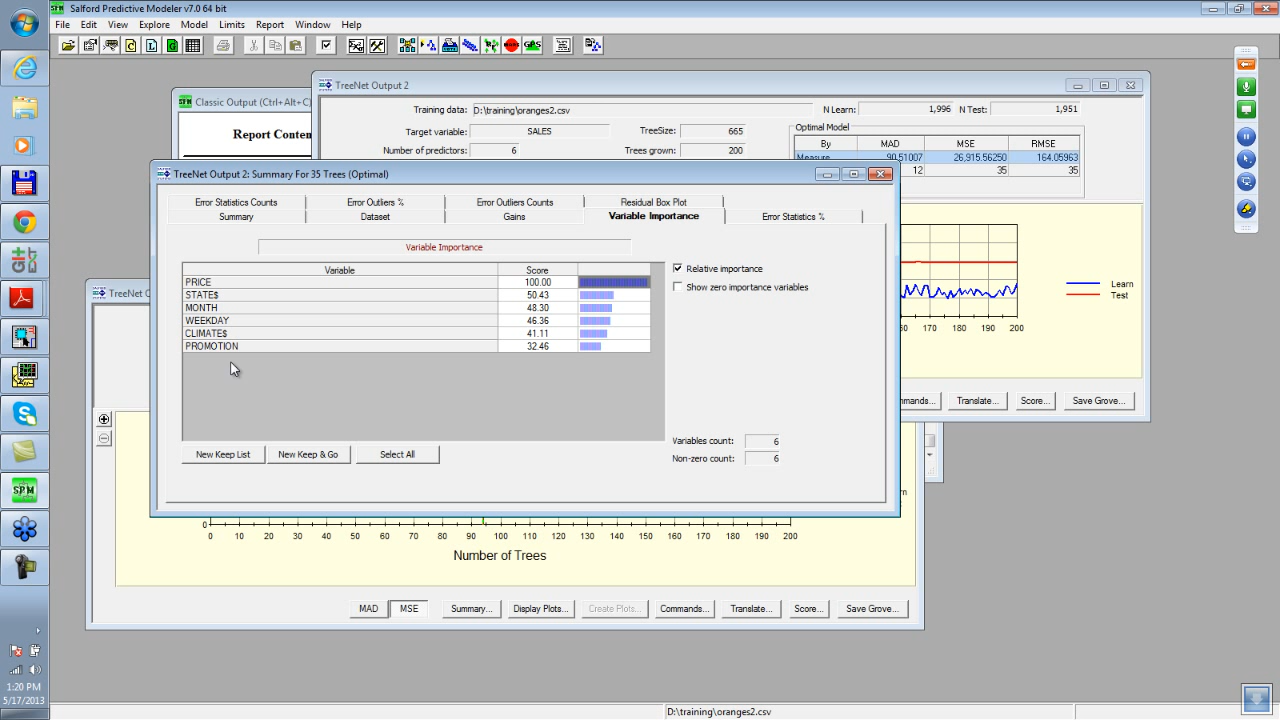 Salford Predictive Modeler v7.0 64 bit
File Edit View Explore Model Limits Report Window Help
Classic Output (Ctrl+Alt+C)
Report Conten
TreeNet Output 2
Training data: D:\training\oranges2.csv N Learn: 1,996 N Test: 1,951
Target variable: SALES TreeSize: 665
Number of predictors: 6 Trees grown: 200
Optimal Model
By MAD MSE RMSE
Measure 90.51007 26,915.56250 164.05963
12 35 35
TreeNet Output 2: Summary For 35 Trees (Optimal)
Error Statistics Counts Error Outliers % Error Outliers Counts Residual Box Plot
Summary Dataset Gains Variable Importance Error Statistics %
Variable Importance
Variable Score
PRICE 100.00
STATE$ 50.43
MONTH 48.30
WEEKDAY 46.36
CLIMATE$ 41.11
PROMOTION 32.46
Relative importance
Show zero importance variables
Variables count: 6
Non-zero count: 6
New Keep List New Keep & Go Select All
Learn
Test
160 170 180 190 200
mmands... Translate... Score... Save Grove...
TreeNet O
0
0 10 20 30 40 50 60 70 80 90 100 110 120 130 140 150 160 170 180 190 200
Number of Trees
MAD MSE Summary... Display Plots... Create Plots... Commands... Translate... Score... Save Grove...
SPM
1:20 PM
5/17/2013
D:\training\oranges2.csv